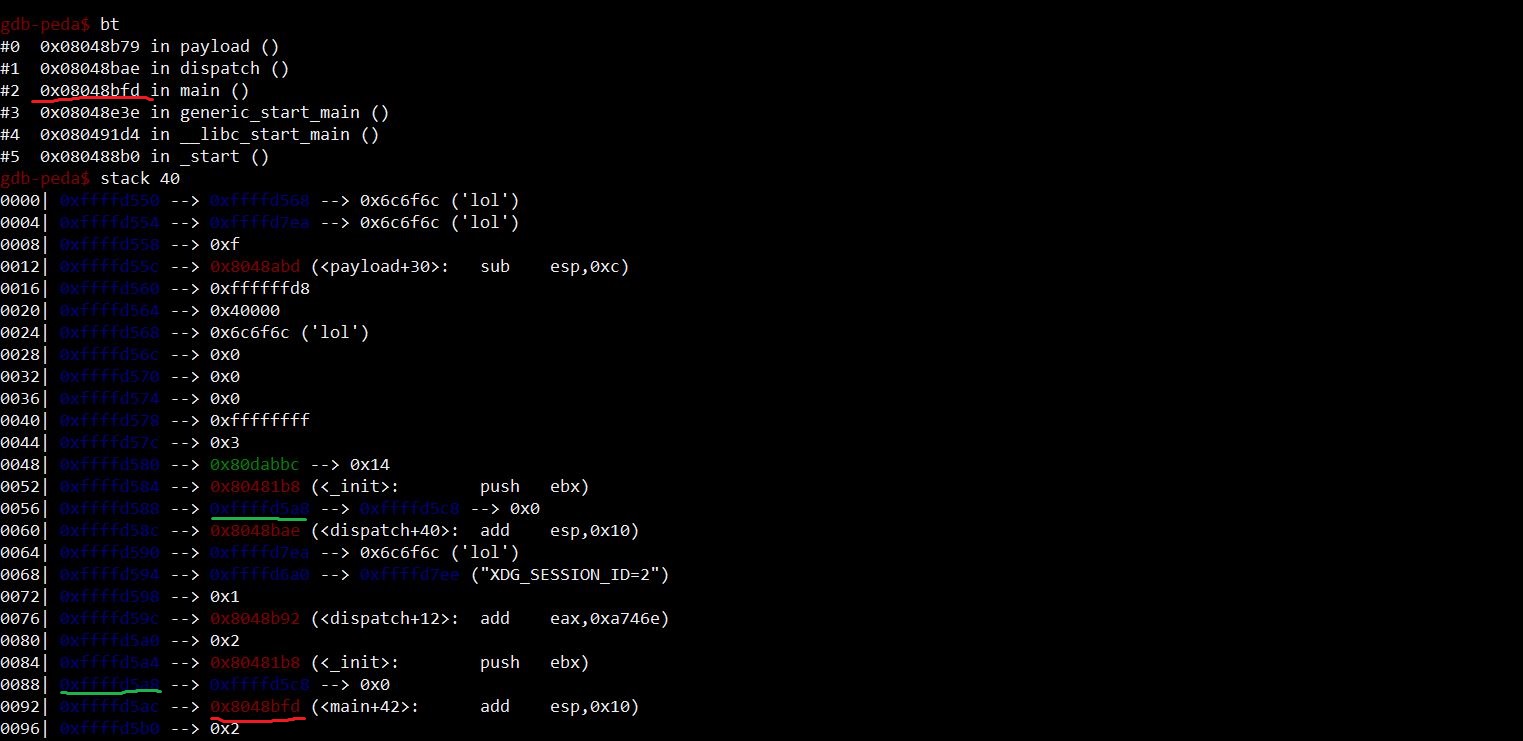 gdb-peda$ bt
#0  0x08048b79 in payload ()
#1  0x08048bae in dispatch ()
#2  0x08048bfd in main ()
#3  0x08048e3e in generic_start_main ()
#4  0x080491d4 in __libc_start_main ()
#5  0x080488b0 in _start ()
gdb-peda$ stack 40
0000| 0xffffd550 --> 0xffffd568 --> 0x6c6f6c ('lol')
0004| 0xffffd554 --> 0xffffd7ea --> 0x6c6f6c ('lol')
0008| 0xffffd558 --> 0xf
0012| 0xffffd55c --> 0x8048abd (<payload+30>:   sub    esp,0xc)
0016| 0xffffd560 --> 0xffffffd8
0020| 0xffffd564 --> 0x40000
0024| 0xffffd568 --> 0x6c6f6c ('lol')
0028| 0xffffd56c --> 0x0
0032| 0xffffd570 --> 0x0
0036| 0xffffd574 --> 0x0
0040| 0xffffd578 --> 0xffffffff
0044| 0xffffd57c --> 0x3
0048| 0xffffd580 --> 0x80dabbc --> 0x14
0052| 0xffffd584 --> 0x80481b8 (<_init>:        push   ebx)
0056| 0xffffd588 --> 0xffffd5a8 --> 0xffffd5c8 --> 0x0
0060| 0xffffd58c --> 0x8048bae (<dispatch+40>:  add    esp,0x10)
0064| 0xffffd590 --> 0xffffd7ea --> 0x6c6f6c ('lol')
0068| 0xffffd594 --> 0xffffd6a0 --> 0xffffd7ee ("XDG_SESSION_ID=2")
0072| 0xffffd598 --> 0x1
0076| 0xffffd59c --> 0x8048b92 (<dispatch+12>:  add    eax,0xa746e)
0080| 0xffffd5a0 --> 0x2
0084| 0xffffd5a4 --> 0x80481b8 (<_init>:        push   ebx)
0088| 0xffffd5a8 --> 0xffffd5c8 --> 0x0
0092| 0xffffd5ac --> 0x8048bfd (<main+42>:      add    esp,0x10)
0096| 0xffffd5b0 --> 0x2